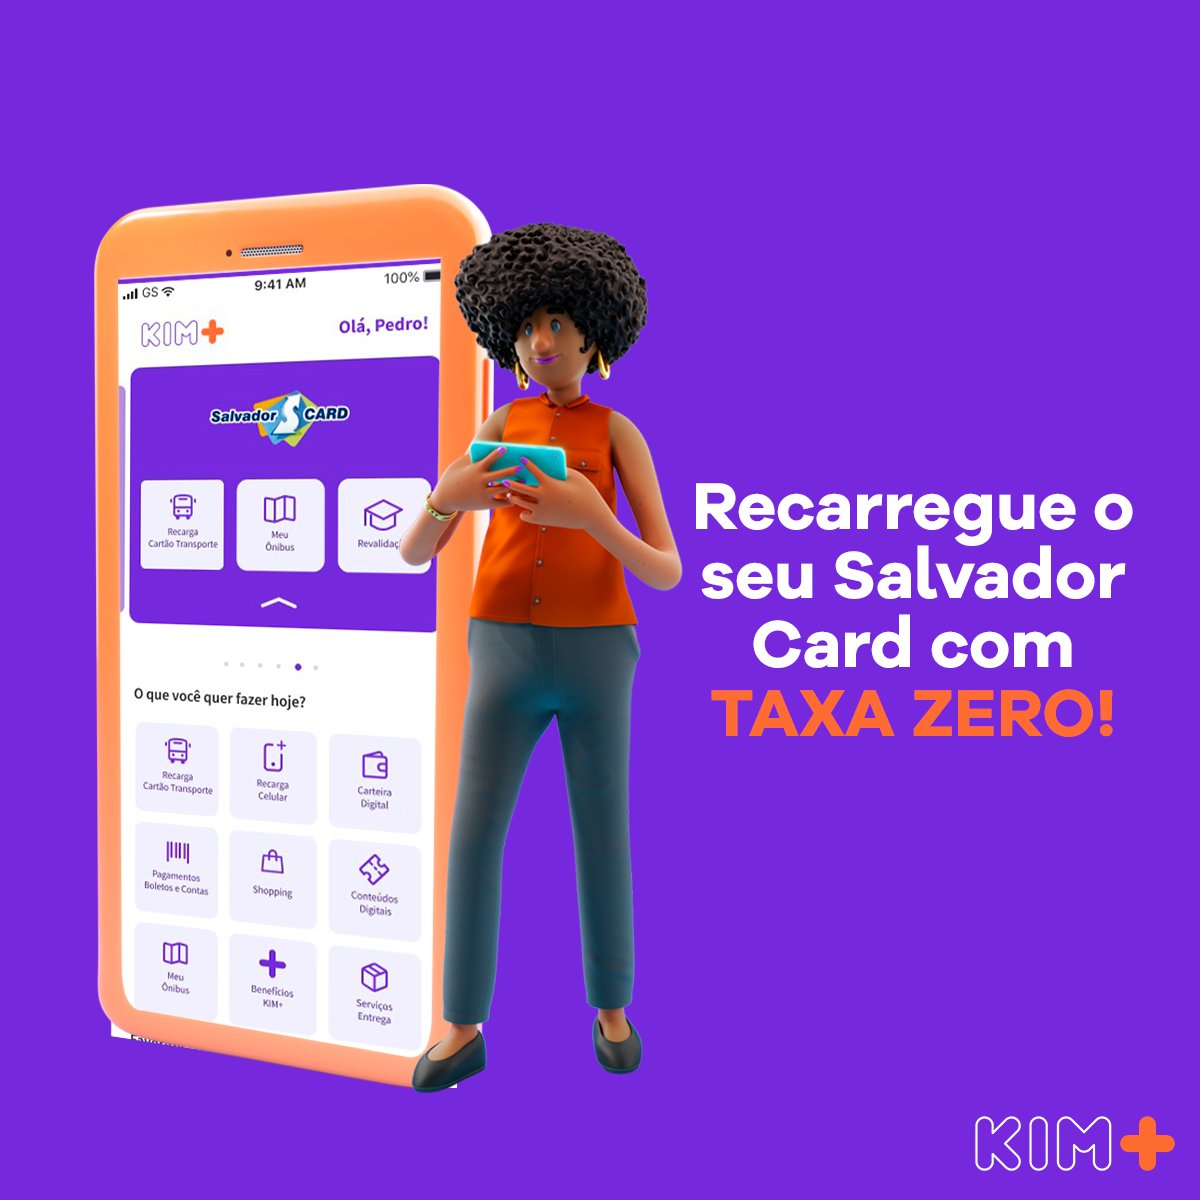 GS
9:41 AM
100%
KIM+
Olá, Pedro!
Salvador CARD
Recarga
Cartão Transporte
Meu
Ônibus
O que você quer fazer hoje?
Recarga
Cartão Transporte
Recarga
Celular
Carteira
Digital
Pagamentos
Boletos e Contas
Shopping
Conteúdos
Digitais
Meu
Ônibus
Benefícios
KIM+
Serviços
Entrega
Recarregue o
seu Salvador
Card com
TAXA ZERO!
KIM+